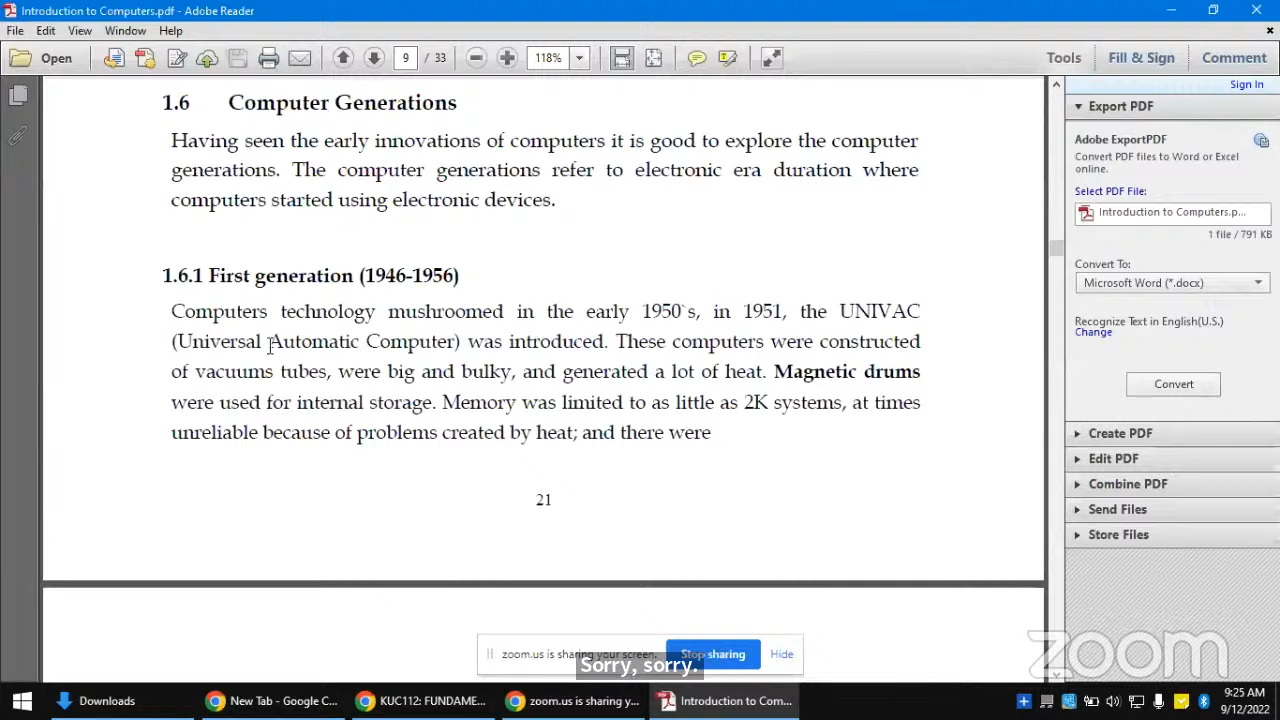 Introduction to Computers.pdf - Adobe Reader
File Edit View Window Help
Open 9 / 33 118% Tools Fill & Sign Comment
Sign In
Export PDF
Adobe ExportPDF
Convert PDF files to Word or Excel
online.
Select PDF File:
Introduction to Computers.p...
1 file / 791 KB
Convert To:
Microsoft Word (*.docx)
Recognize Text in English(U.S.)
Change
Convert
Create PDF
Edit PDF
Combine PDF
Send Files
Store Files
1.6 Computer Generations
Having seen the early innovations of computers it is good to explore the computer
generations. The computer generations refer to electronic era duration where
computers started using electronic devices.
1.6.1 First generation (1946-1956)
Computers technology mushroomed in the early 1950`s, in 1951, the UNIVAC
(Universal Automatic Computer) was introduced. These computers were constructed
of vacuums tubes, were big and bulky, and generated a lot of heat. Magnetic drums
were used for internal storage. Memory was limited to as little as 2K systems, at times
unreliable because of problems created by heat; and there were
21
zoom.us is sharing your screen. Stop sharing Hide
Sorry, sorry.
zoom
Downloads New Tab - Google C... KUC112: FUNDAME... zoom.us is sharing y... Introduction to Com...
9:25 AM
9/12/2022